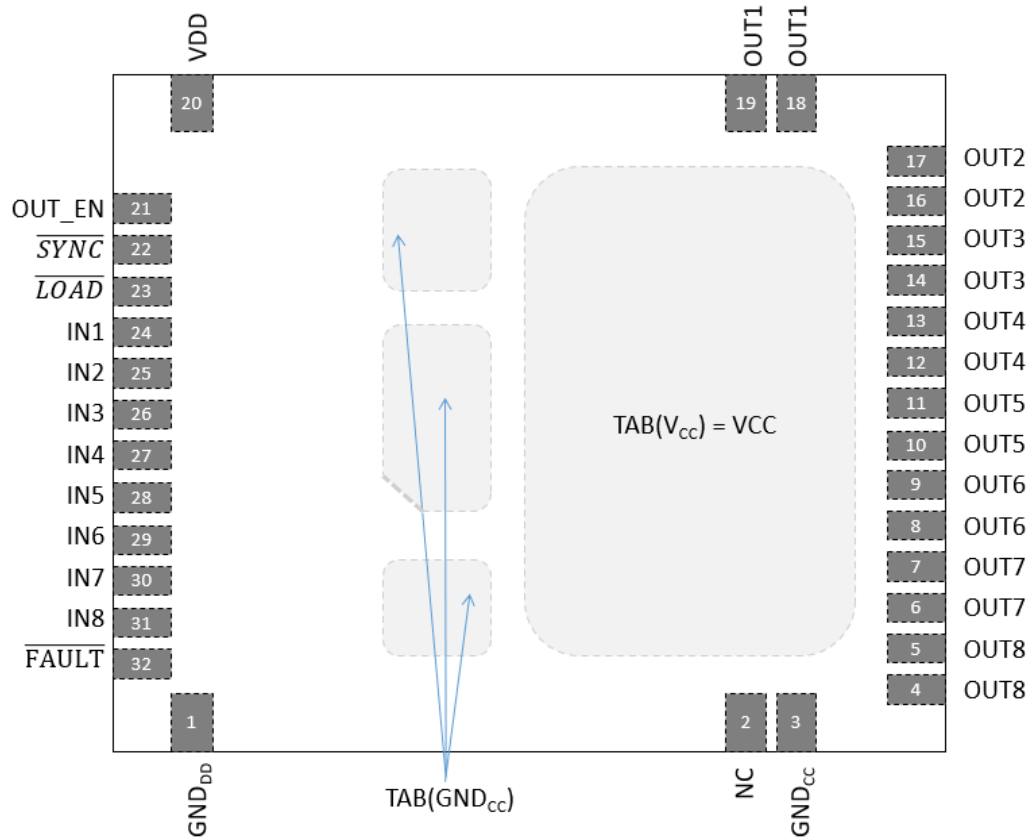 VDD
OUT1
OUT1
20
19
18
17 OUT2
OUT_EN 21
16 OUT2
SYNC 22
15 OUT3
LOAD 23
14 OUT3
IN1 24
13 OUT4
IN2 25
12 OUT4
IN3 26
11 OUT5
TAB(VCC) = VCC
IN4 27
10 OUT5
IN5 28
9 OUT6
IN6 29
8 OUT6
IN7 30
7 OUT7
IN8 31
6 OUT7
FAULT 32
5 OUT8
4 OUT8
1
2
3
GNDDD
TAB(GNDCC)
NC
GNDCC